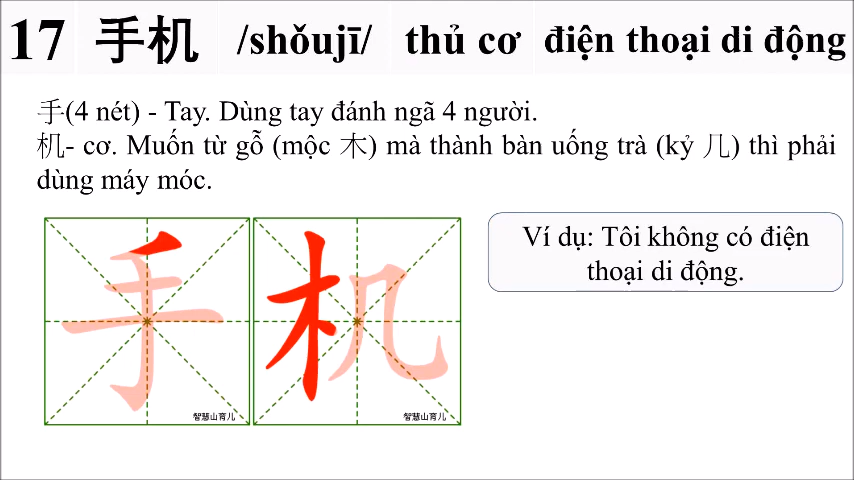 17 手机 /shǒujī/ thủ cơ điện thoại di động
手(4 nét) - Tay. Dùng tay đánh ngã 4 người.
机- cơ. Muốn từ gỗ (mộc 木) mà thành bàn uống trà (kỷ 几) thì phải
dùng máy móc.
Ví dụ: Tôi không có điện
thoại di động.
手 机
智慧山育儿 智慧山育儿